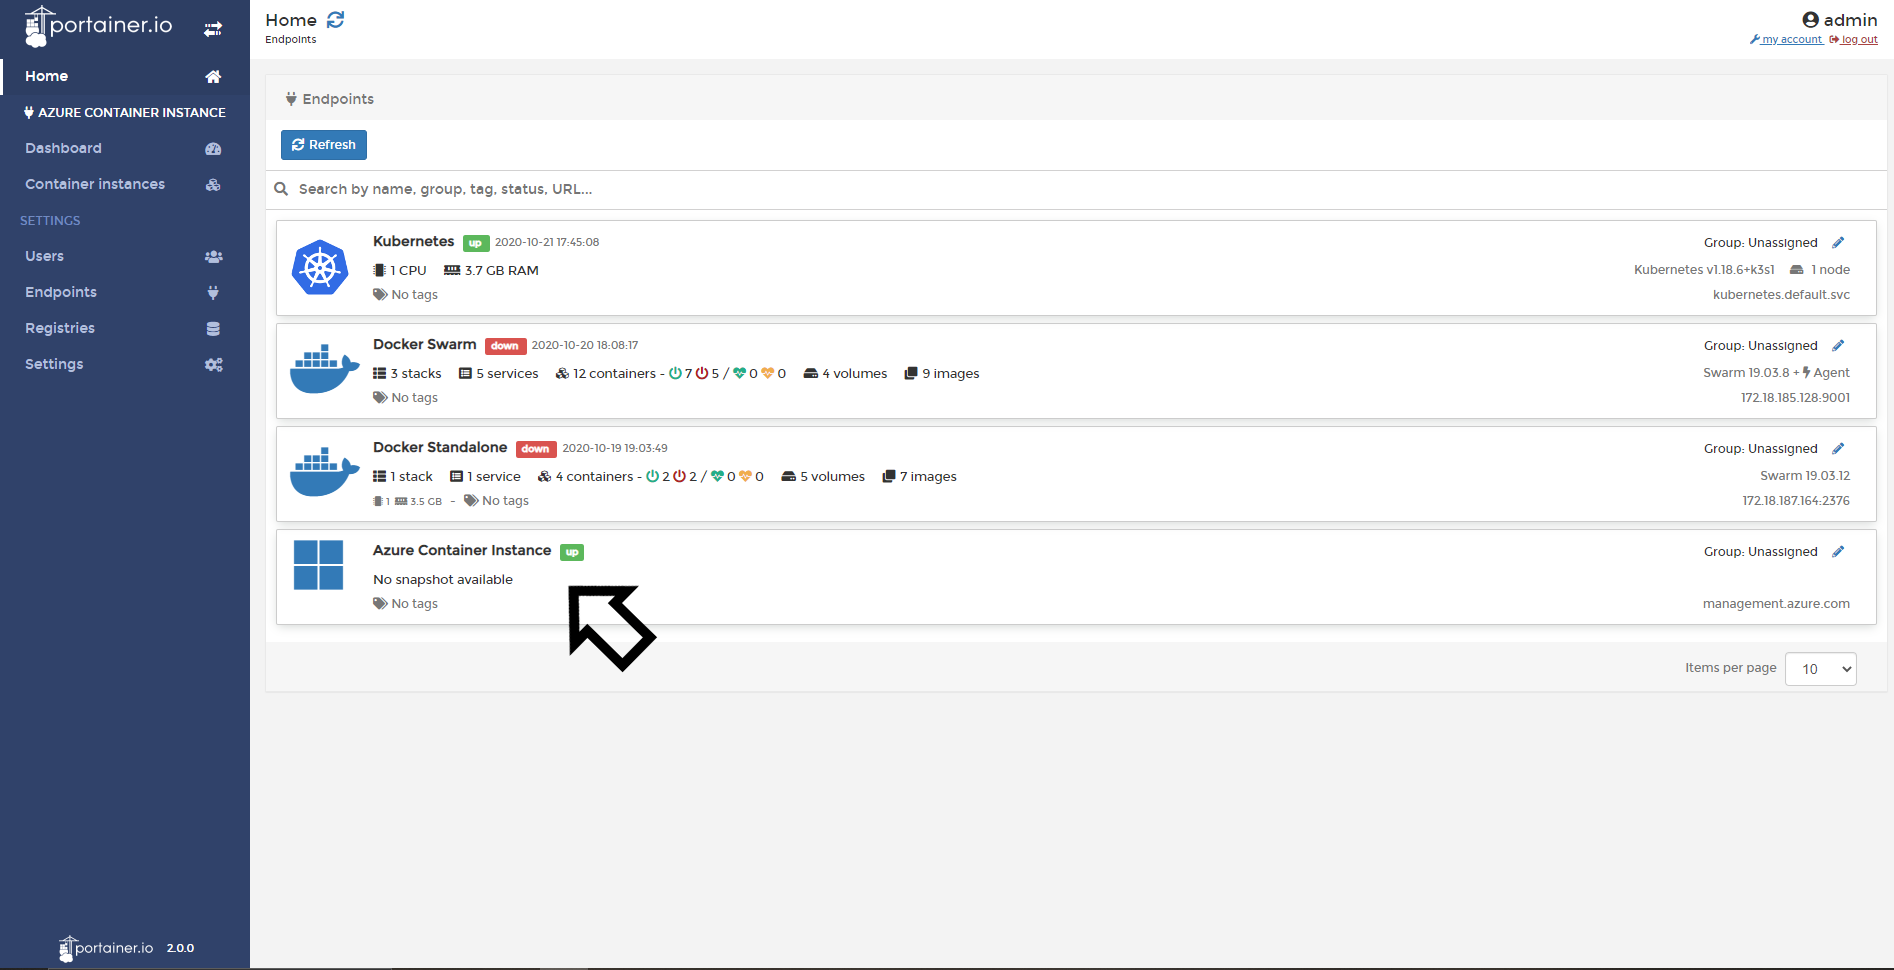 portainer.io
Home
AZURE CONTAINER INSTANCE
Dashboard
Container instances
SETTINGS
Users
Endpoints
Registries
Settings
portainer.io 2.0.0
Home
Endpoints
admin
my account log out
Endpoints
Refresh
Search by name, group, tag, status, URL...
Kubernetes up 2020-10-21 17:45:08
1 CPU 3.7 GB RAM
No tags
Group: Unassigned
Kubernetes v1.18.6+k3s1 1 node
kubernetes.default.svc
Docker Swarm down 2020-10-20 18:08:17
3 stacks 5 services 12 containers - 7 5 / 0 0 4 volumes 9 images
No tags
Group: Unassigned
Swarm 19.03.8 + Agent
172.18.185.128:9001
Docker Standalone down 2020-10-19 19:03:49
1 stack 1 service 4 containers - 2 2 / 0 0 5 volumes 7 images
1 3.5 GB - No tags
Group: Unassigned
Swarm 19.03.12
172.18.187.164:2376
Azure Container Instance up
No snapshot available
No tags
Group: Unassigned
management.azure.com
Items per page 10